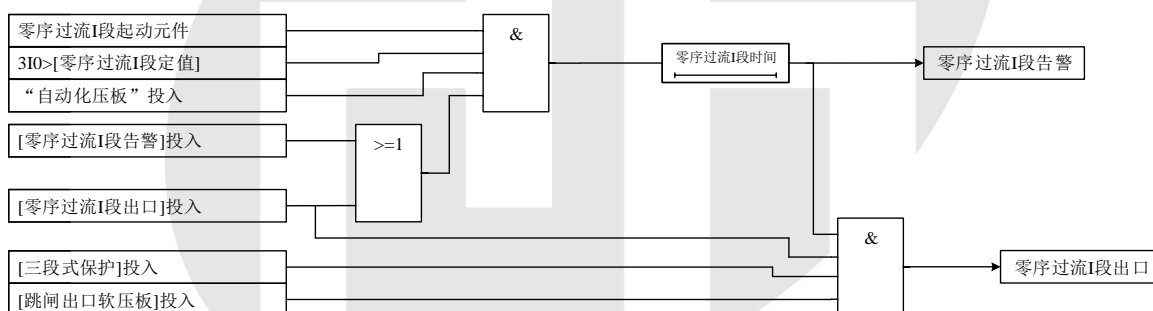 零序过流I段起动元件
3I0>[零序过流I段定值]
“自动化压板”投入
[零序过流I段告警]投入
[零序过流I段出口]投入
[三段式保护]投入
[跳闸出口软压板]投入
&
>=1
零序过流I段时间
零序过流I段告警
&
零序过流I段出口